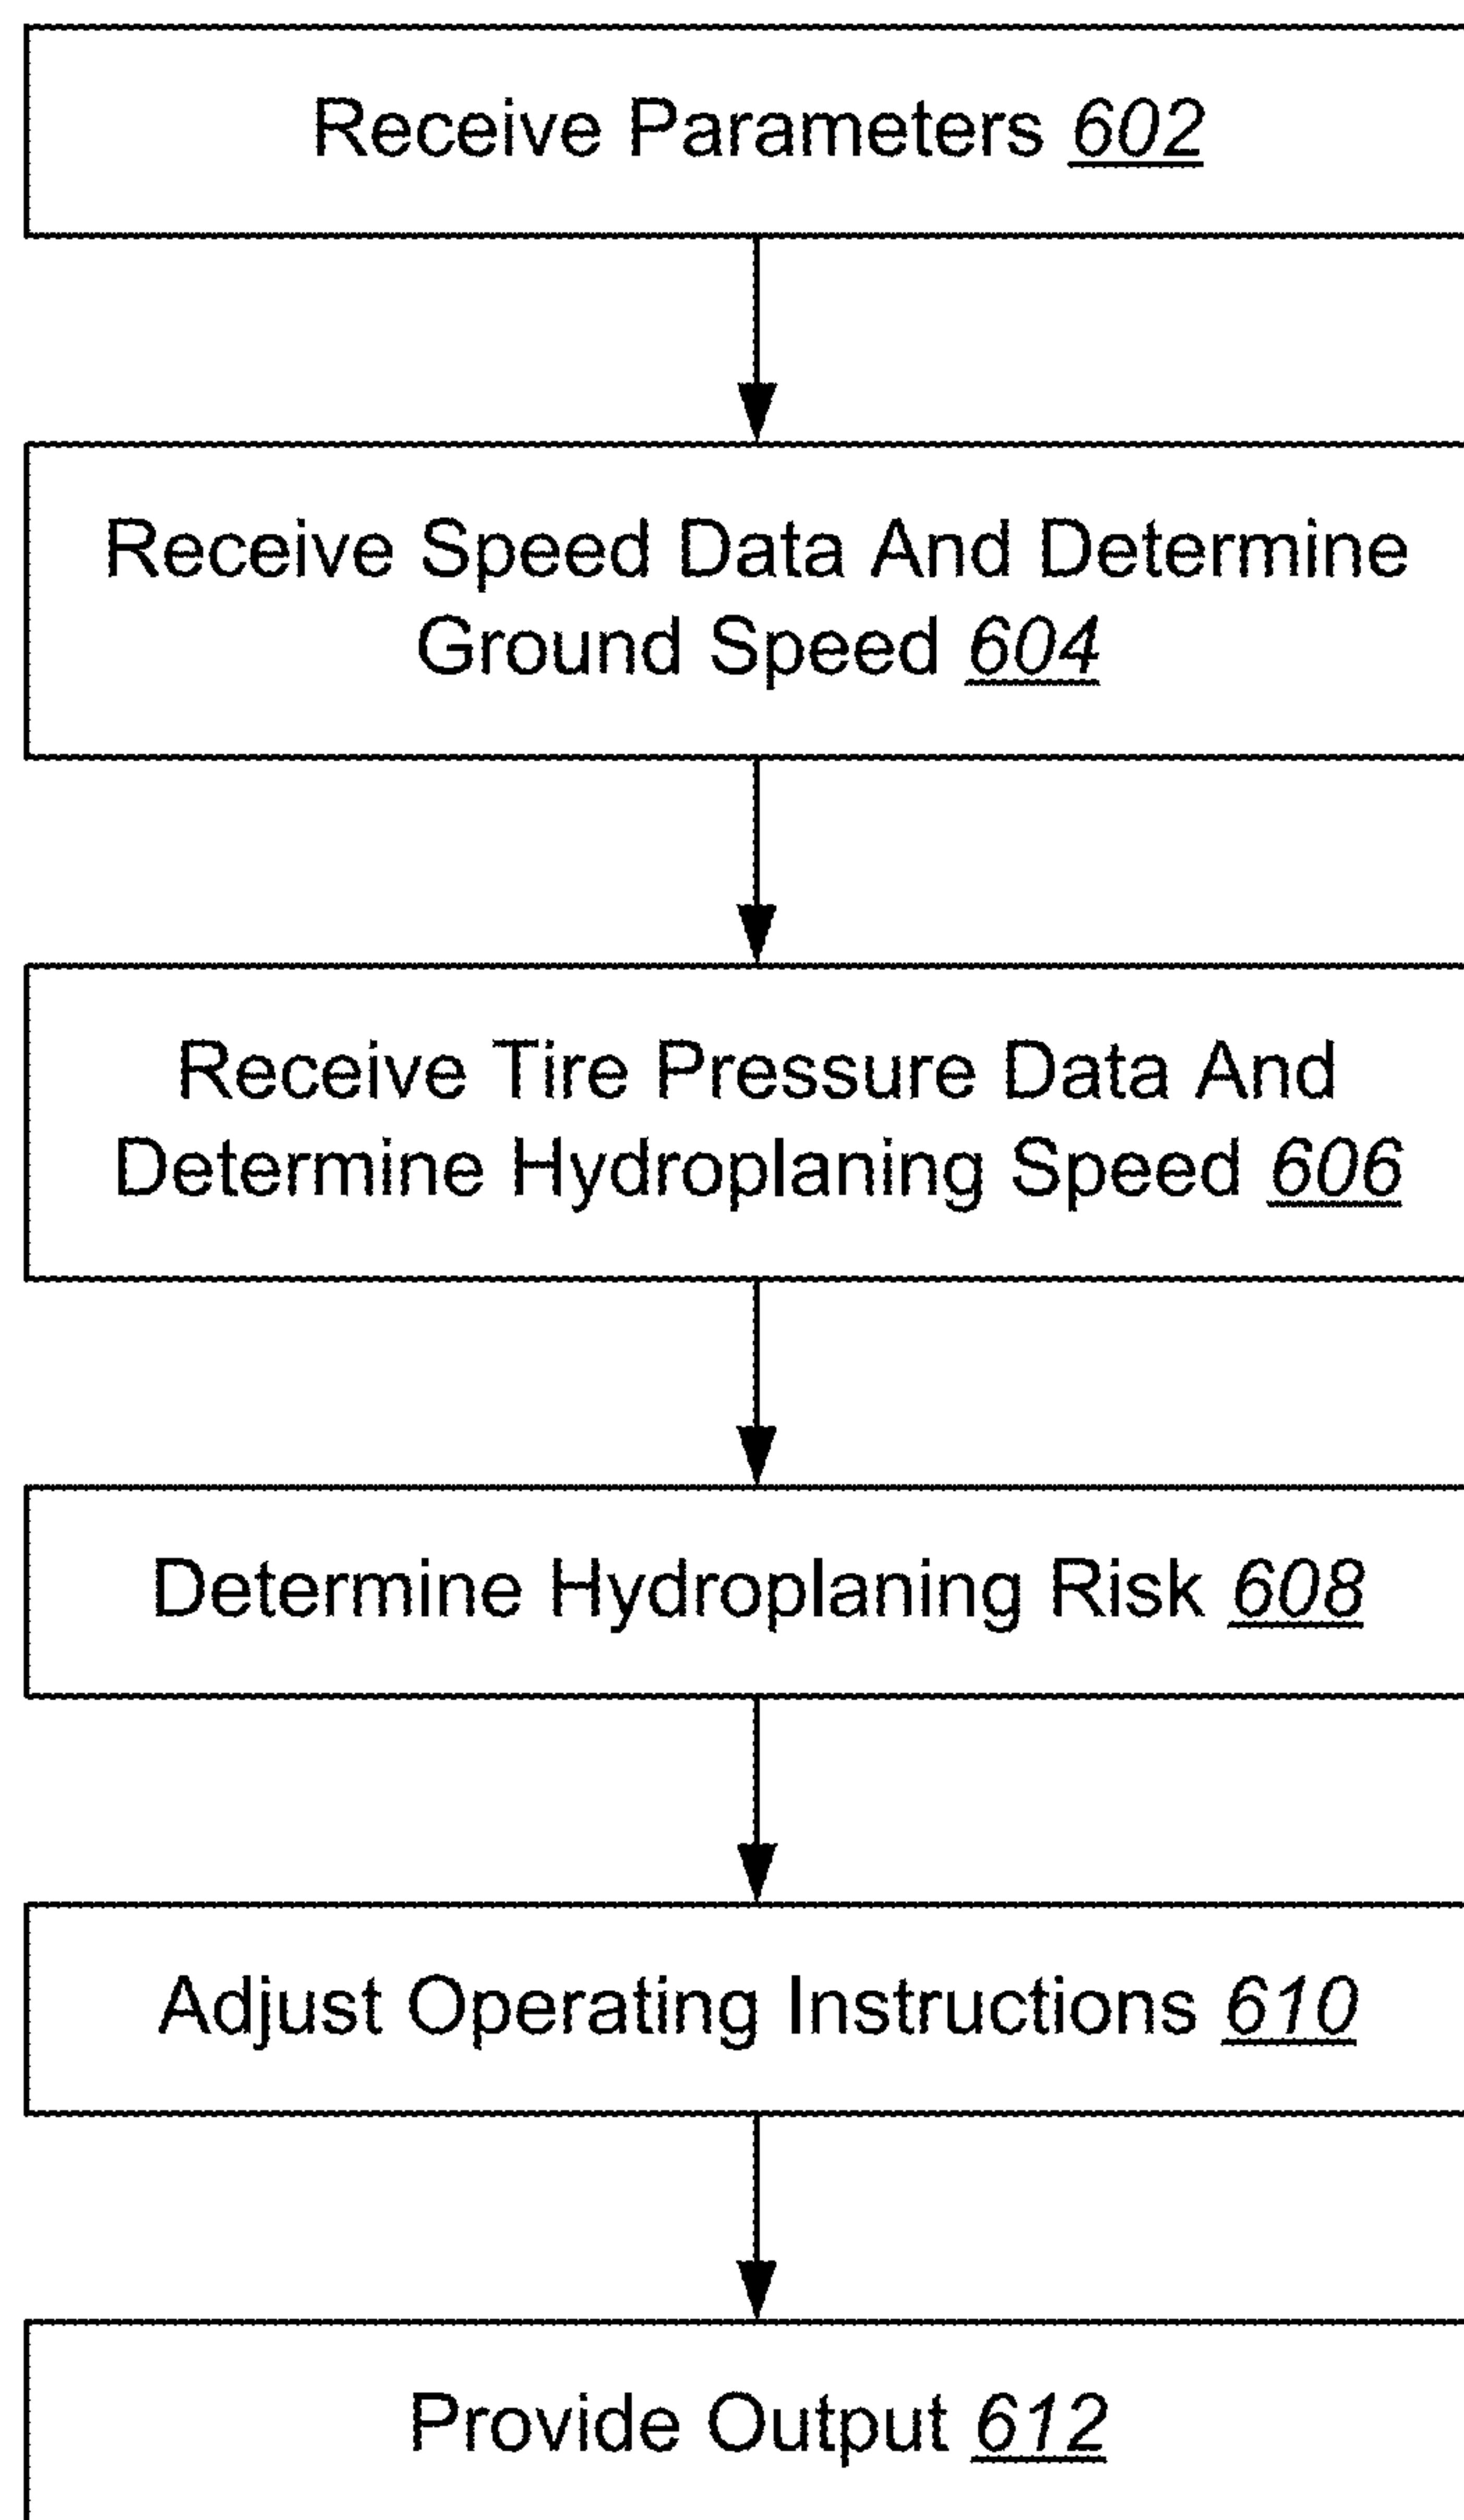 Receive Parameters 602
Receive Speed Data And Determine
Ground Speed 604
Receive Tire Pressure Data And
Determine Hydroplaning Speed 606
Determine Hydroplaning Risk 608
Adjust Operating Instructions 610
Provide Output 612